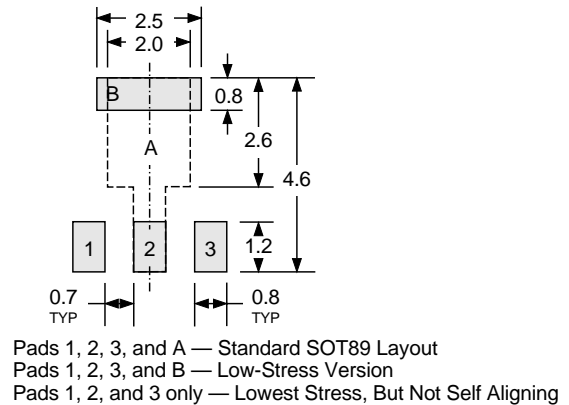 2.5
2.0
B
0.8
A
2.6
4.6
1
2
3
1.2
0.7
TYP
0.8
TYP
Pads 1, 2, 3, and A — Standard SOT89 Layout
Pads 1, 2, 3, and B — Low-Stress Version
Pads 1, 2, and 3 only — Lowest Stress, But Not Self Aligning